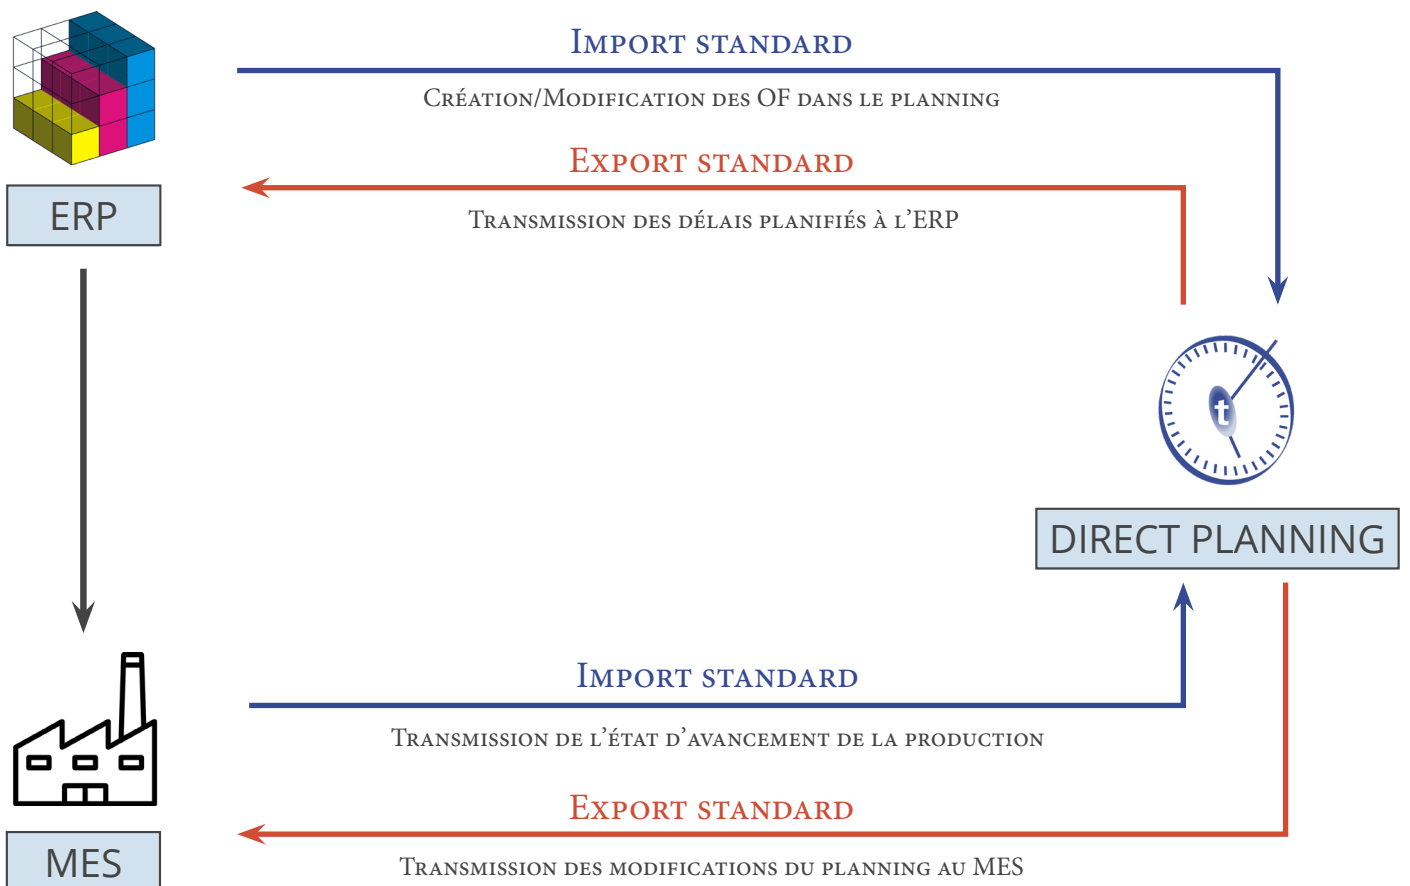 Import standard
Création/Modification des OF dans le planning
Export standard
Transmission des délais planifiés à l'ERP
ERP
t
DIRECT PLANNING
Import standard
Transmission de l'état d'avancement de la production
Export standard
Transmission des modifications du planning au MES
MES